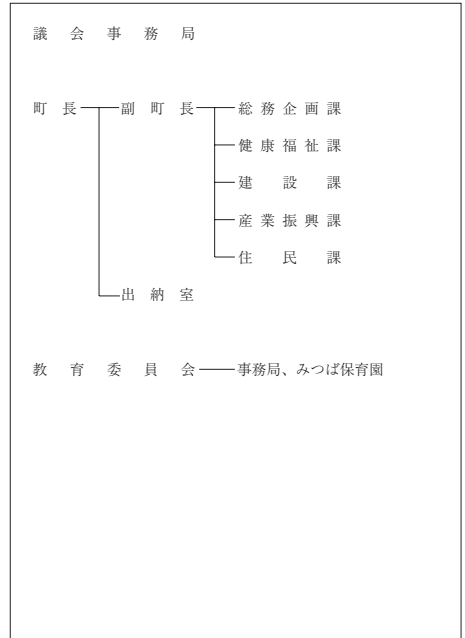 議会事務局
町長 副町長 総務企画課
健康福祉課
建設課
産業振興課
住民課
出納室
教育委員会 事務局、みつば保育園